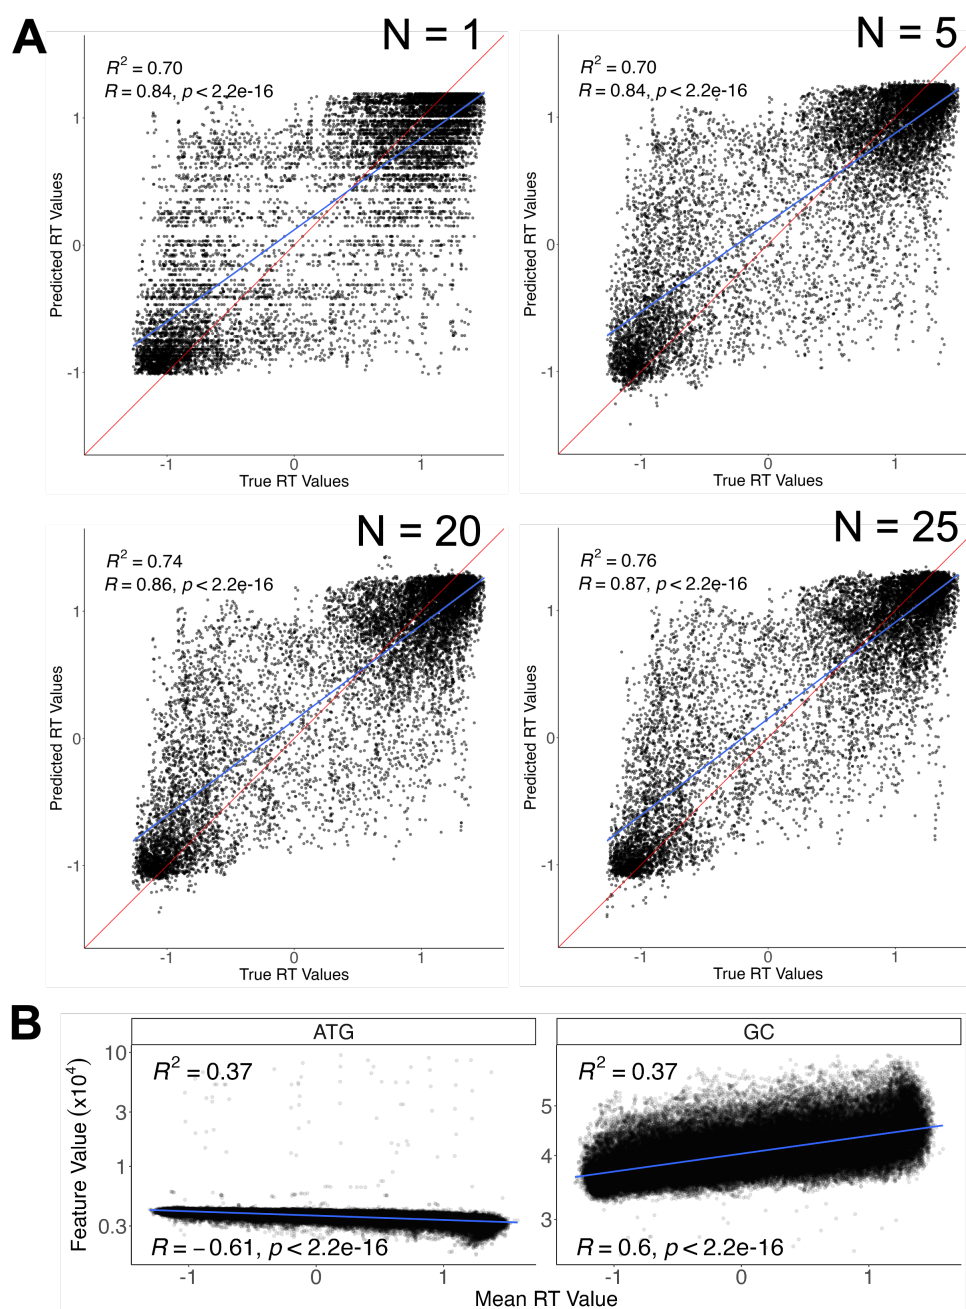 A
N = 1
R² = 0.70
R = 0.84, p < 2.2e-16
Predicted RT Values
1
0
-1
-1 0 1
True RT Values
N = 5
R² = 0.70
R = 0.84, p < 2.2e-16
Predicted RT Values
1
0
-1
-1 0 1
True RT Values
N = 20
R² = 0.74
R = 0.86, p < 2.2e-16
Predicted RT Values
1
0
-1
-1 0 1
True RT Values
N = 25
R² = 0.76
R = 0.87, p < 2.2e-16
Predicted RT Values
1
0
-1
-1 0 1
True RT Values
B
ATG
R² = 0.37
R = −0.61, p < 2.2e-16
Feature Value (x10⁴)
10
3
1
0.3
-1 0 1
GC
R² = 0.37
R = 0.6, p < 2.2e-16
5
4
3
-1 0 1
Mean RT Value